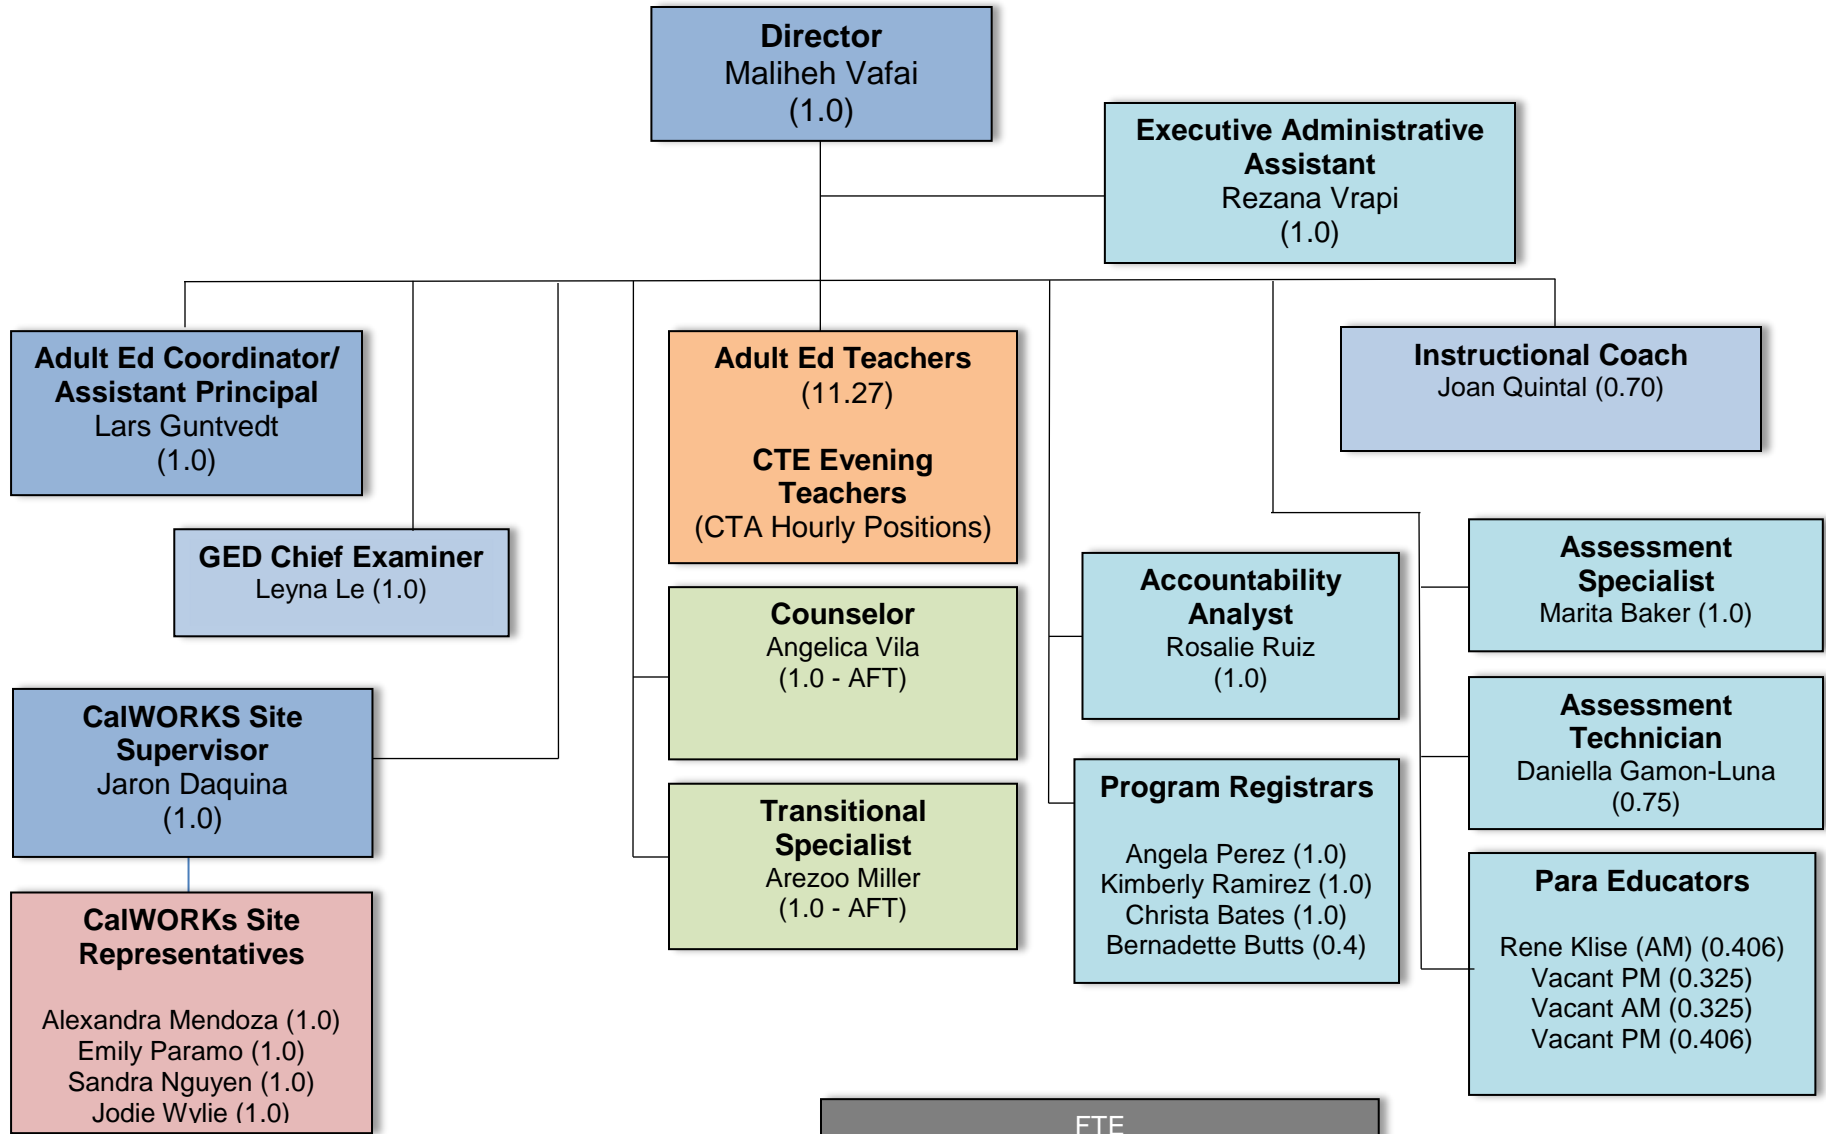 Director
Maliheh Vafai
(1.0)
Executive Administrative
Assistant
Rezana Vrapi
(1.0)
Adult Ed Coordinator/
Assistant Principal
Lars Guntvedt
(1.0)
Adult Ed Teachers
(11.27)
CTE Evening
Teachers
(CTA Hourly Positions)
Instructional Coach
Joan Quintal (0.70)
GED Chief Examiner
Leyna Le (1.0)
Counselor
Angelica Vila
(1.0 - AFT)
Accountability
Analyst
Rosalie Ruiz
(1.0)
Assessment
Specialist
Marita Baker (1.0)
CalWORKS Site
Supervisor
Jaron Daquina
(1.0)
Transitional
Specialist
Arezoo Miller
(1.0 - AFT)
Program Registrars
Angela Perez (1.0)
Kimberly Ramirez (1.0)
Christa Bates (1.0)
Bernadette Butts (0.4)
Assessment
Technician
Daniella Gamon-Luna
(0.75)
CalWORKs Site
Representatives
Alexandra Mendoza (1.0)
Emily Paramo (1.0)
Sandra Nguyen (1.0)
Jodie Wylie (1.0)
Para Educators
Rene Klise (AM) (0.406)
Vacant PM (0.325)
Vacant AM (0.325)
Vacant PM (0.406)
FTE